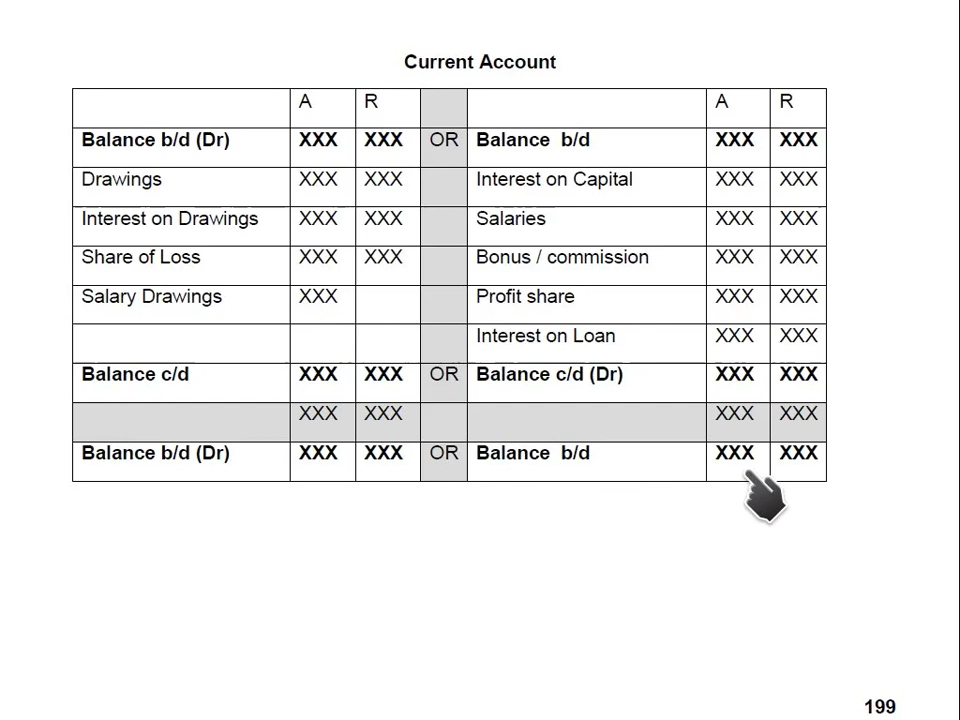 Current Account
A R A R
Balance b/d (Dr) XXX XXX OR Balance b/d XXX XXX
Drawings XXX XXX Interest on Capital XXX XXX
Interest on Drawings XXX XXX Salaries XXX XXX
Share of Loss XXX XXX Bonus / commission XXX XXX
Salary Drawings XXX Profit share XXX XXX
Interest on Loan XXX XXX
Balance c/d XXX XXX OR Balance c/d (Dr) XXX XXX
XXX XXX XXX XXX
Balance b/d (Dr) XXX XXX OR Balance b/d XXX XXX
199